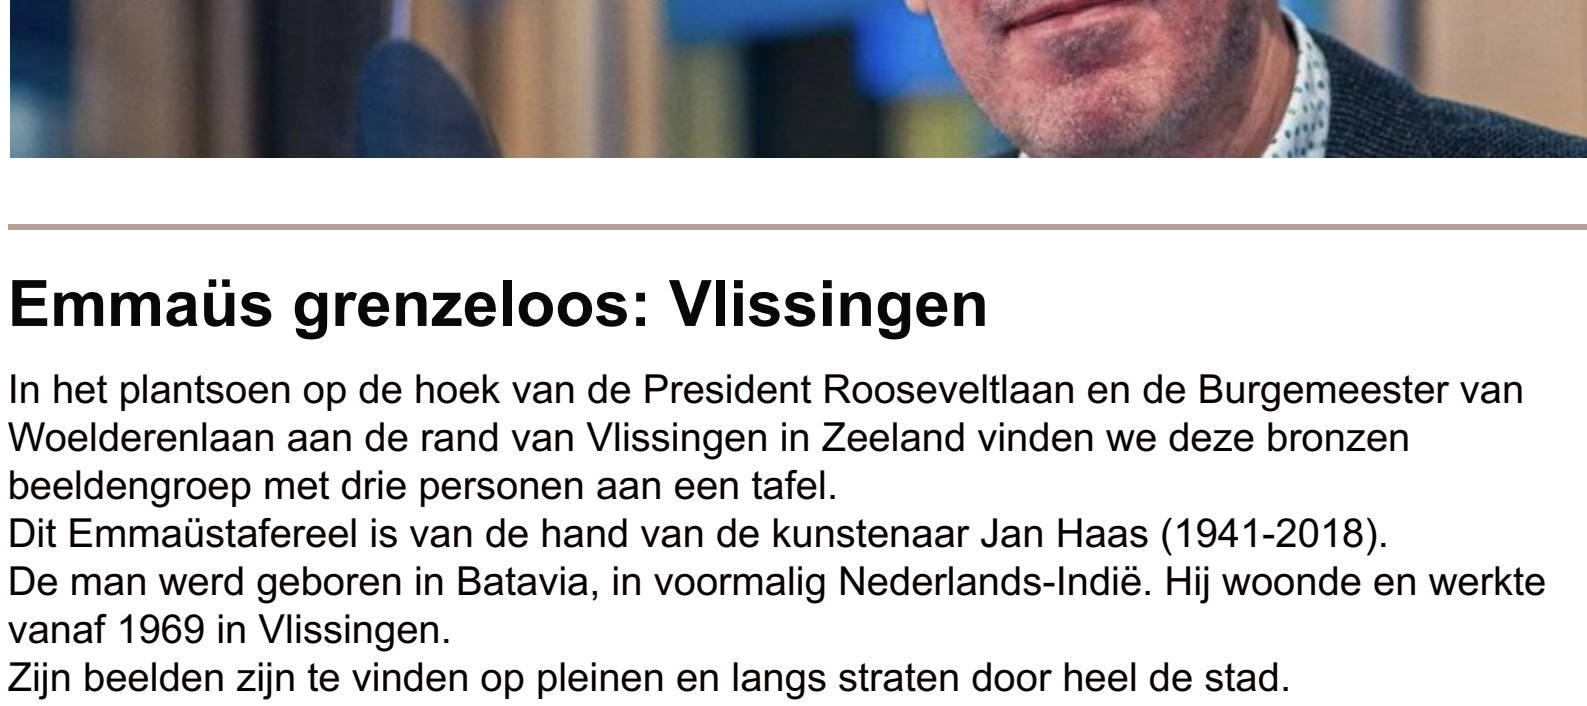 Emmaüs grenzeloos: Vlissingen
In het plantsoen op de hoek van de President Rooseveltlaan en de Burgemeester van
Woelderenlaan aan de rand van Vlissingen in Zeeland vinden we deze bronzen
beeldengroep met drie personen aan een tafel.
Dit Emmaüstafereel is van de hand van de kunstenaar Jan Haas (1941-2018).
De man werd geboren in Batavia, in voormalig Nederlands-Indië. Hij woonde en werkte
vanaf 1969 in Vlissingen.
Zijn beelden zijn te vinden op pleinen en langs straten door heel de stad.